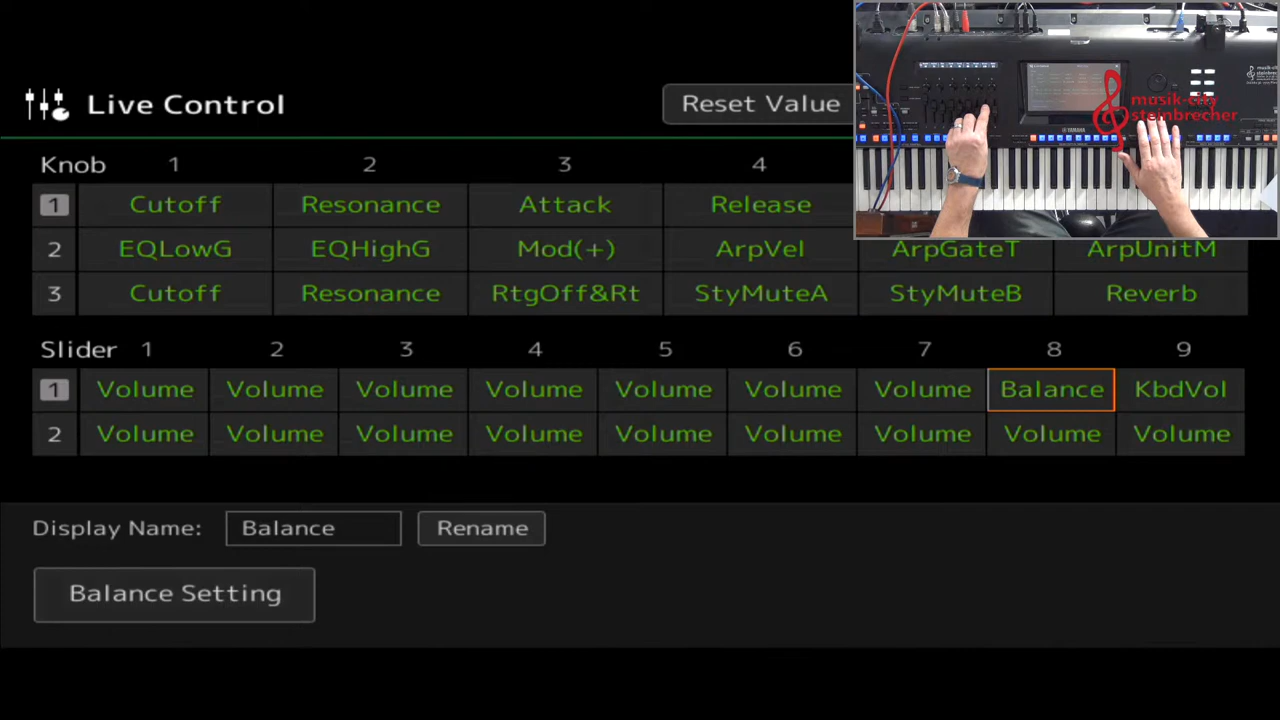 Live Control
Reset Value
musik-city
steinbrecher
YAMAHA
Knob 1 2 3 4
1 Cutoff Resonance Attack Release
2 EQLowG EQHighG Mod(+) ArpVel ArpGateT ArpUnitM
3 Cutoff Resonance RtgOff&Rt StyMuteA StyMuteB Reverb
Slider 1 2 3 4 5 6 7 8 9
1 Volume Volume Volume Volume Volume Volume Volume Balance KbdVol
2 Volume Volume Volume Volume Volume Volume Volume Volume Volume
Display Name: Balance Rename
Balance Setting